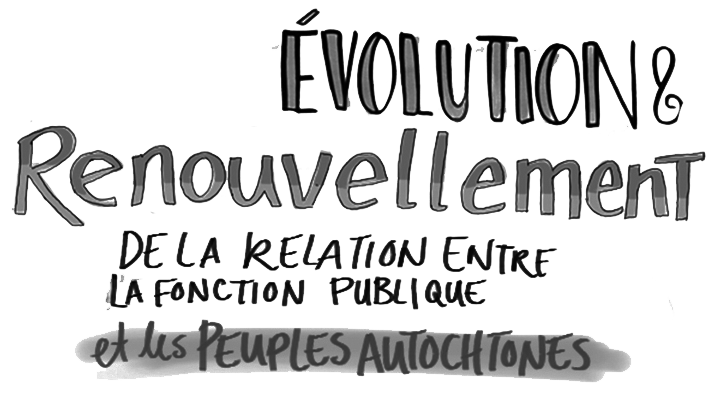 ÉVOLUTION &
Renouvellement
DE LA RELATION ENTRE
LA FONCTION PUBLIQUE
et les PEUPLES AUTOCHTONES